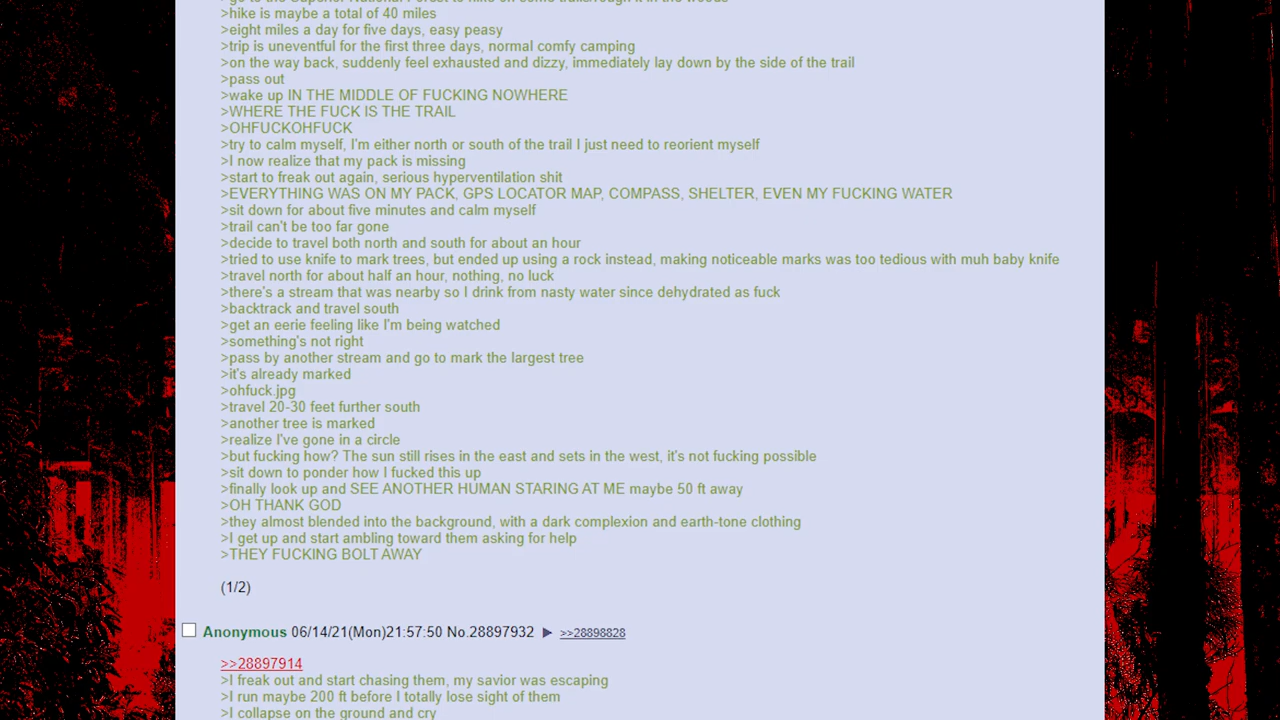 >go to the Superior National Forest to hike on some trails/rough it in the woods
>hike is maybe a total of 40 miles
>eight miles a day for five days, easy peasy
>trip is uneventful for the first three days, normal comfy camping
>on the way back, suddenly feel exhausted and dizzy, immediately lay down by the side of the trail
>pass out
>wake up IN THE MIDDLE OF FUCKING NOWHERE
>WHERE THE FUCK IS THE TRAIL
>OHFUCKOHFUCK
>try to calm myself, I'm either north or south of the trail I just need to reorient myself
>I now realize that my pack is missing
>start to freak out again, serious hyperventilation shit
>EVERYTHING WAS ON MY PACK, GPS LOCATOR MAP, COMPASS, SHELTER, EVEN MY FUCKING WATER
>sit down for about five minutes and calm myself
>trail can't be too far gone
>decide to travel both north and south for about an hour
>tried to use knife to mark trees, but ended up using a rock instead, making noticeable marks was too tedious with muh baby knife
>travel north for about half an hour, nothing, no luck
>there's a stream that was nearby so I drink from nasty water since dehydrated as fuck
>backtrack and travel south
>get an eerie feeling like I'm being watched
>something's not right
>pass by another stream and go to mark the largest tree
>it's already marked
>ohfuck.jpg
>travel 20-30 feet further south
>another tree is marked
>realize I've gone in a circle
>but fucking how? The sun still rises in the east and sets in the west, it's not fucking possible
>sit down to ponder how I fucked this up
>finally look up and SEE ANOTHER HUMAN STARING AT ME maybe 50 ft away
>OH THANK GOD
>they almost blended into the background, with a dark complexion and earth-tone clothing
>I get up and start ambling toward them asking for help
>THEY FUCKING BOLT AWAY
(1/2)
Anonymous 06/14/21(Mon)21:57:50 No.28897932 ▶ >>28898828
>>28897914
>I freak out and start chasing them, my savior was escaping
>I run maybe 200 ft before I totally lose sight of them
>I collapse on the ground and cry